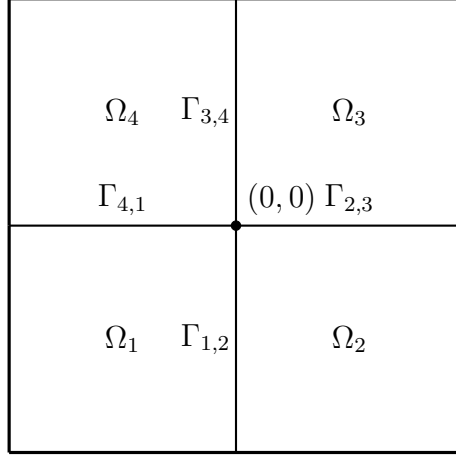 Ω₄ Γ₃,₄ Ω₃
Γ₄,₁ (0, 0) Γ₂,₃
Ω₁ Γ₁,₂ Ω₂